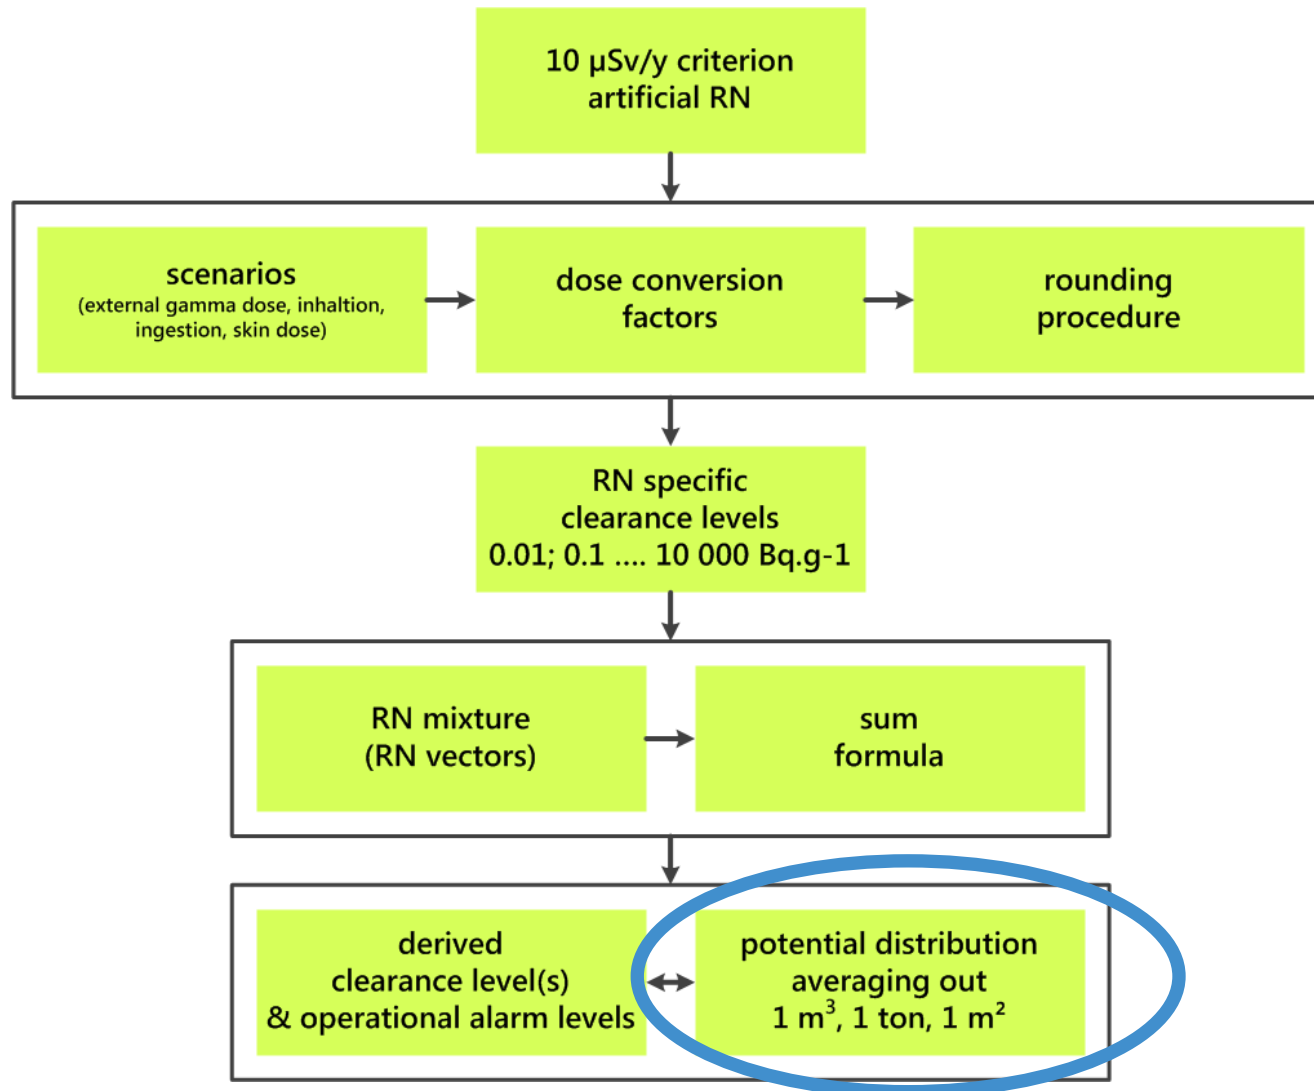 10 µSv/y criterion
artificial RN
scenarios
(external gamma dose, inhaltion,
ingestion, skin dose)
dose conversion
factors
rounding
procedure
RN specific
clearance levels
0.01; 0.1 .... 10 000 Bq.g-1
RN mixture
(RN vectors)
sum
formula
derived
clearance level(s)
& operational alarm levels
potential distribution
averaging out
1 m³, 1 ton, 1 m²